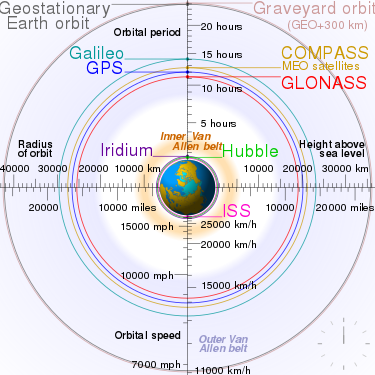 Geostationary
Earth orbit
Graveyard orbit
(GEO+300 km)
Orbital period
20 hours
Galileo
GPS
15 hours
COMPASS
MEO satellites
GLONASS
10 hours
5 hours
Inner Van
Allen belt
Radius
of orbit
Iridium
Hubble
Height above
sea level
40000
30000
20000
10000 km
10000
20000
30000 km
20000
10000 miles
10000
20000 miles
ISS
15000 mph
25000 km/h
20000 km/h
10000 mph
15000 km/h
Orbital speed
Outer Van
Allen belt
7000 mph
11000 km/h